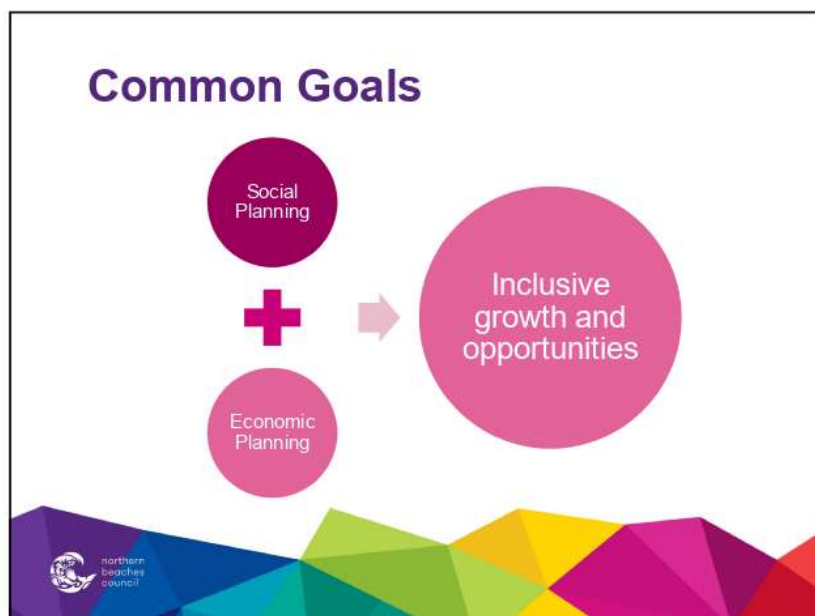 Common Goals
Social
Planning
Economic
Planning
Inclusive
growth and
opportunities
northern
beaches
council